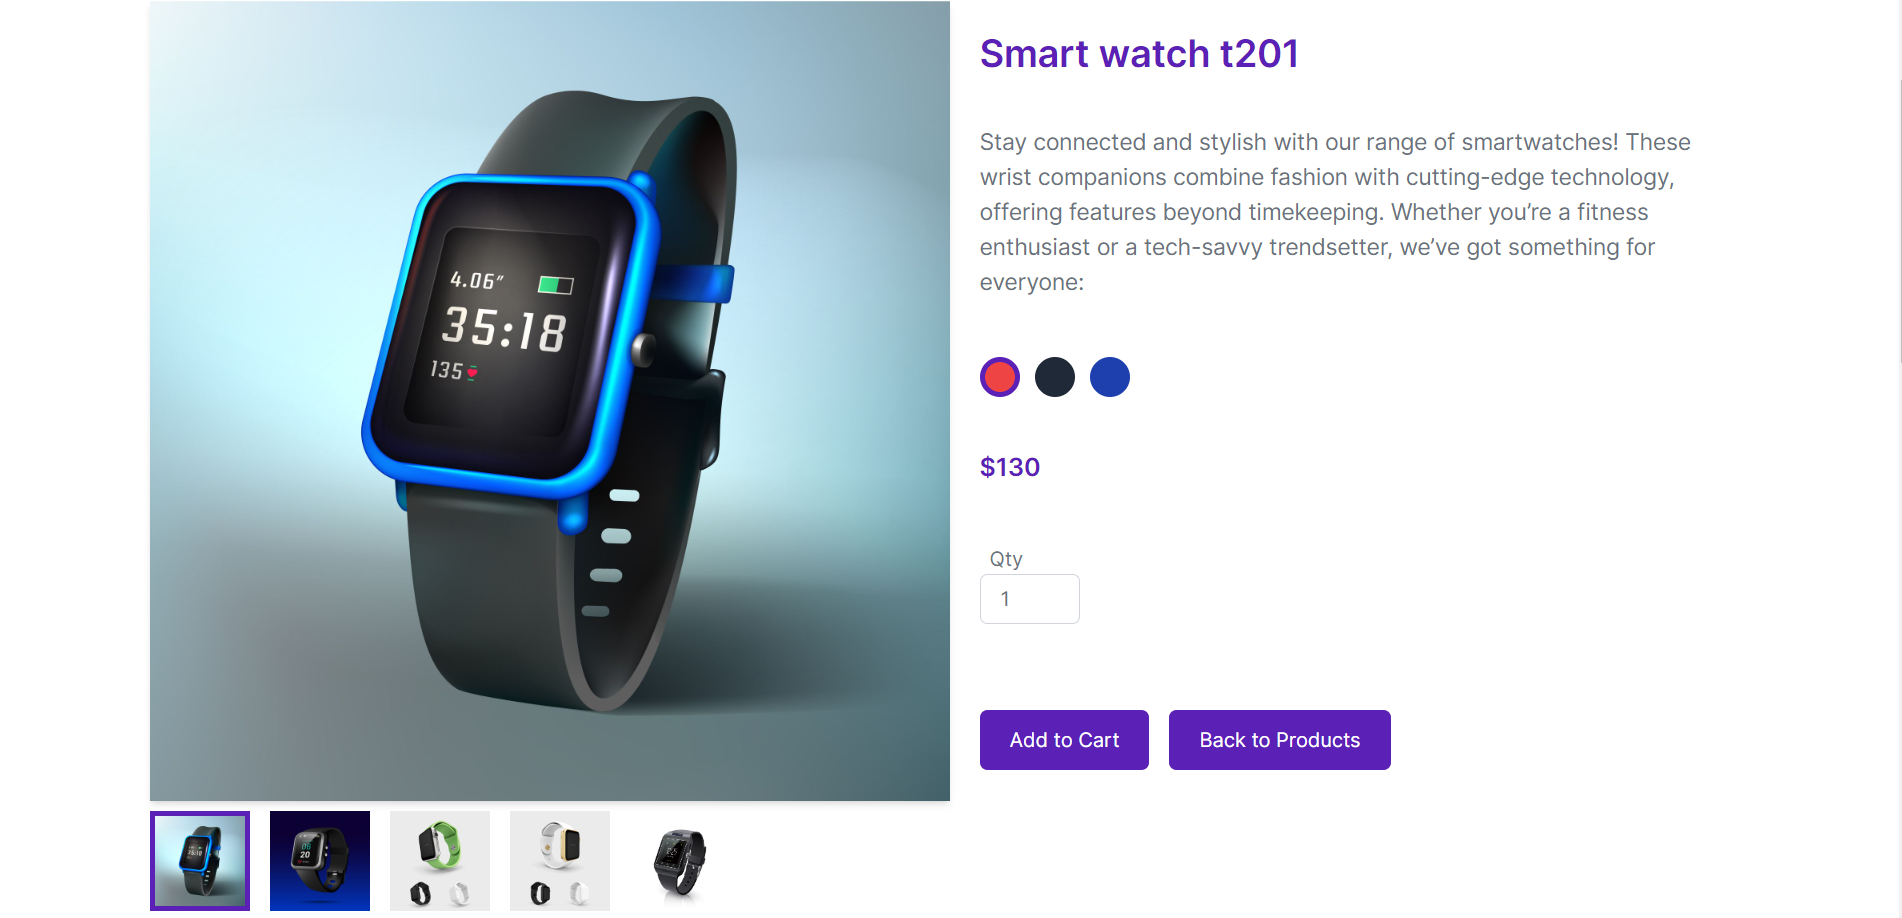 Smart watch t201
Stay connected and stylish with our range of smartwatches! These
wrist companions combine fashion with cutting-edge technology,
offering features beyond timekeeping. Whether you’re a fitness
enthusiast or a tech-savvy trendsetter, we’ve got something for
everyone:
$130
Qty
1
Add to Cart
Back to Products
4.06”
35:18
135
20